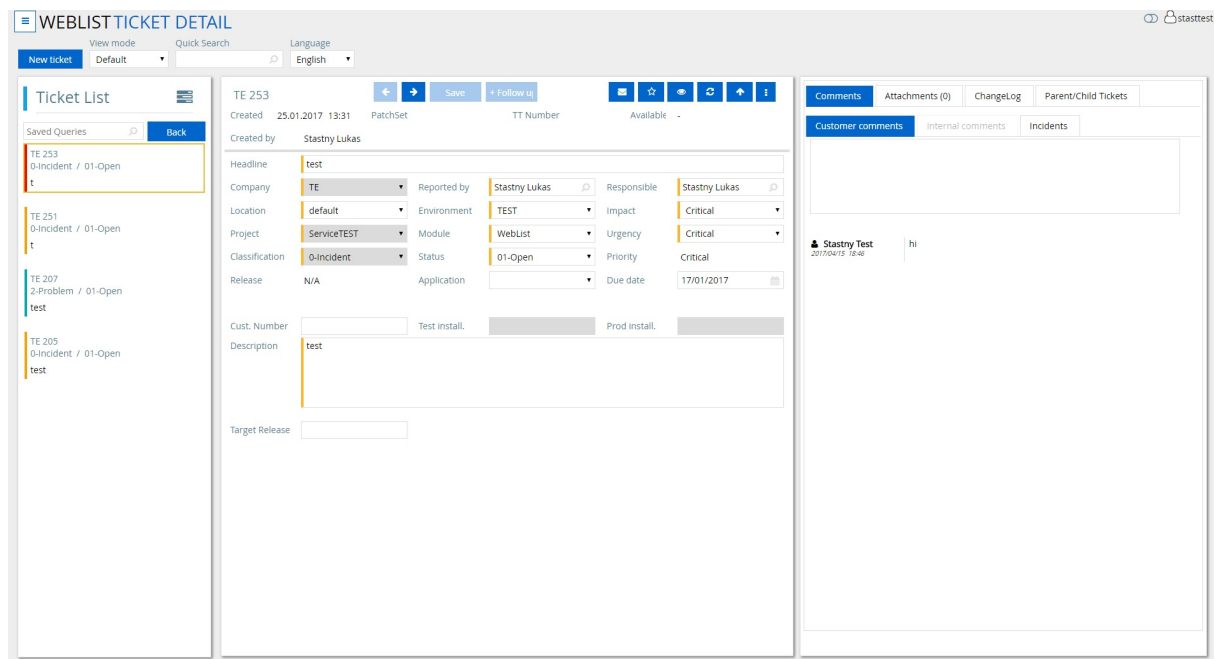 WEBLIST TICKET DETAIL
stasttest
View mode Quick Search Language
New ticket Default English
Ticket List
Saved Queries Back
TE 253
0-Incident / 01-Open
t
TE 251
0-Incident / 01-Open
t
TE 207
2-Problem / 01-Open
test
TE 205
0-Incident / 01-Open
test
TE 253 Save + Follow u
Created 25.01.2017 13:31 PatchSet TT Number Available -
Created by Stastny Lukas
Headline test
Company TE Reported by Stastny Lukas Responsible Stastny Lukas
Location default Environment TEST Impact Critical
Project ServiceTEST Module WebList Urgency Critical
Classification 0-Incident Status 01-Open Priority Critical
Release N/A Application Due date 17/01/2017
Cust. Number Test install. Prod install.
Description test
Target Release
Comments Attachments (0) ChangeLog Parent/Child Tickets
Customer comments Internal comments Incidents
Stastny Test hi
2017/04/15 18:46